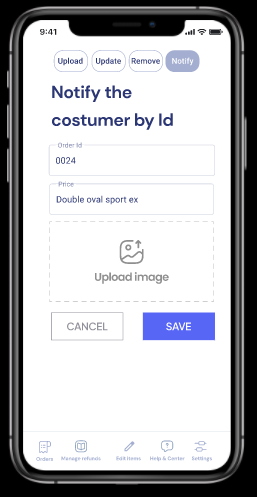 9:41
Upload Update Remove Notify
Notify the
costumer by Id
Order Id
0024
Price
Double oval sport ex
Upload image
CANCEL SAVE
Orders Manage refunds Edit items Help & Center Settings